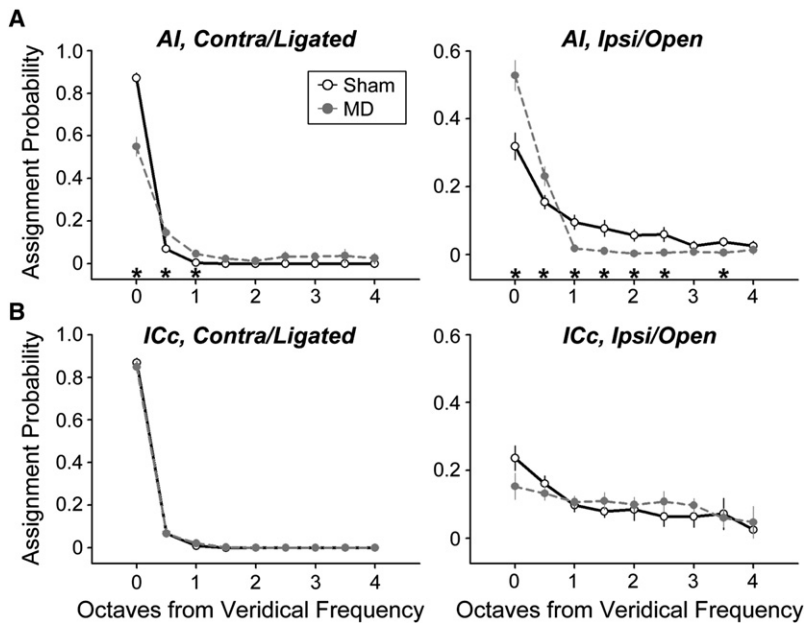 A
AI, Contra/Ligated
AI, Ipsi/Open
Assignment Probability
1.0
0.8
0.6
0.4
0.2
0
Sham
MD
0.6
0.4
0.2
0
* * *
* * * * * * *
0 1 2 3 4
0 1 2 3 4
B
ICc, Contra/Ligated
ICc, Ipsi/Open
Assignment Probability
1.0
0.8
0.6
0.4
0.2
0
0.6
0.4
0.2
0
0 1 2 3 4
0 1 2 3 4
Octaves from Veridical Frequency
Octaves from Veridical Frequency